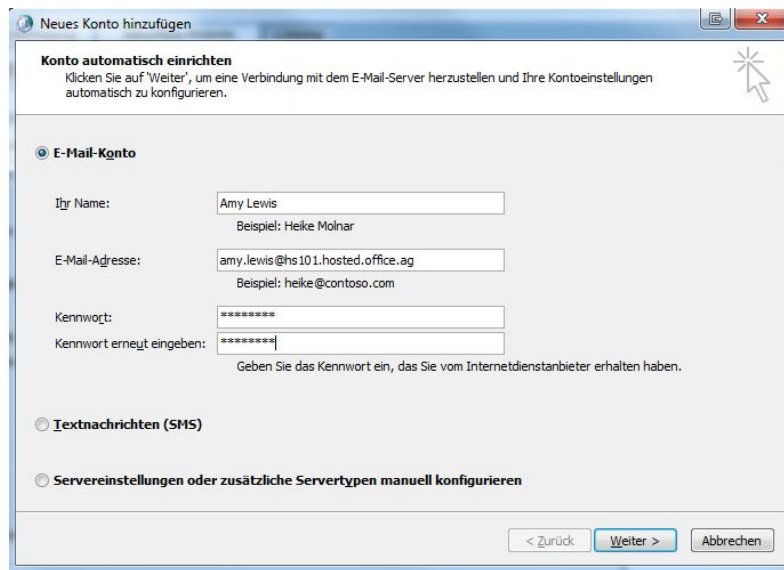 Neues Konto hinzufügen
Konto automatisch einrichten
Klicken Sie auf 'Weiter', um eine Verbindung mit dem E-Mail-Server herzustellen und Ihre Kontoeinstellungen
automatisch zu konfigurieren.
E-Mail-Konto
Ihr Name:
Amy Lewis
Beispiel: Heike Molnar
E-Mail-Adresse:
amy.lewis@hs101.hosted.office.ag
Beispiel: heike@contoso.com
Kennwort:
********
Kennwort erneut eingeben:
********
Geben Sie das Kennwort ein, das Sie vom Internetdienstanbieter erhalten haben.
Textnachrichten (SMS)
Servereinstellungen oder zusätzliche Servertypen manuell konfigurieren
< Zurück
Weiter >
Abbrechen